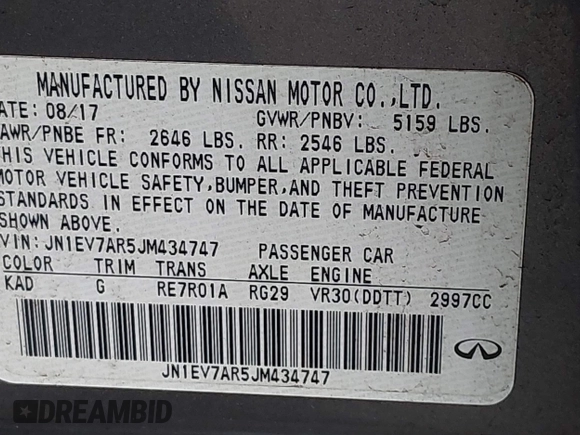 MANUFACTURED BY NISSAN MOTOR CO.,LTD.
ATE: 08/17 GVWR/PNBV: 5159 LBS.
AWR/PNBE FR: 2646 LBS. RR: 2546 LBS.
HIS VEHICLE CONFORMS TO ALL APPLICABLE FEDERAL
MOTOR VEHICLE SAFETY,BUMPER,AND THEFT PREVENTION
STANDARDS IN EFFECT ON THE DATE OF MANUFACTURE
SHOWN ABOVE.
VIN: JN1EV7AR5JM434747 PASSENGER CAR
COLOR TRIM TRANS AXLE ENGINE
KAD G RE7R01A RG29 VR30(DDTT) 2997CC
JN1EV7AR5JM434747
DREAMBID